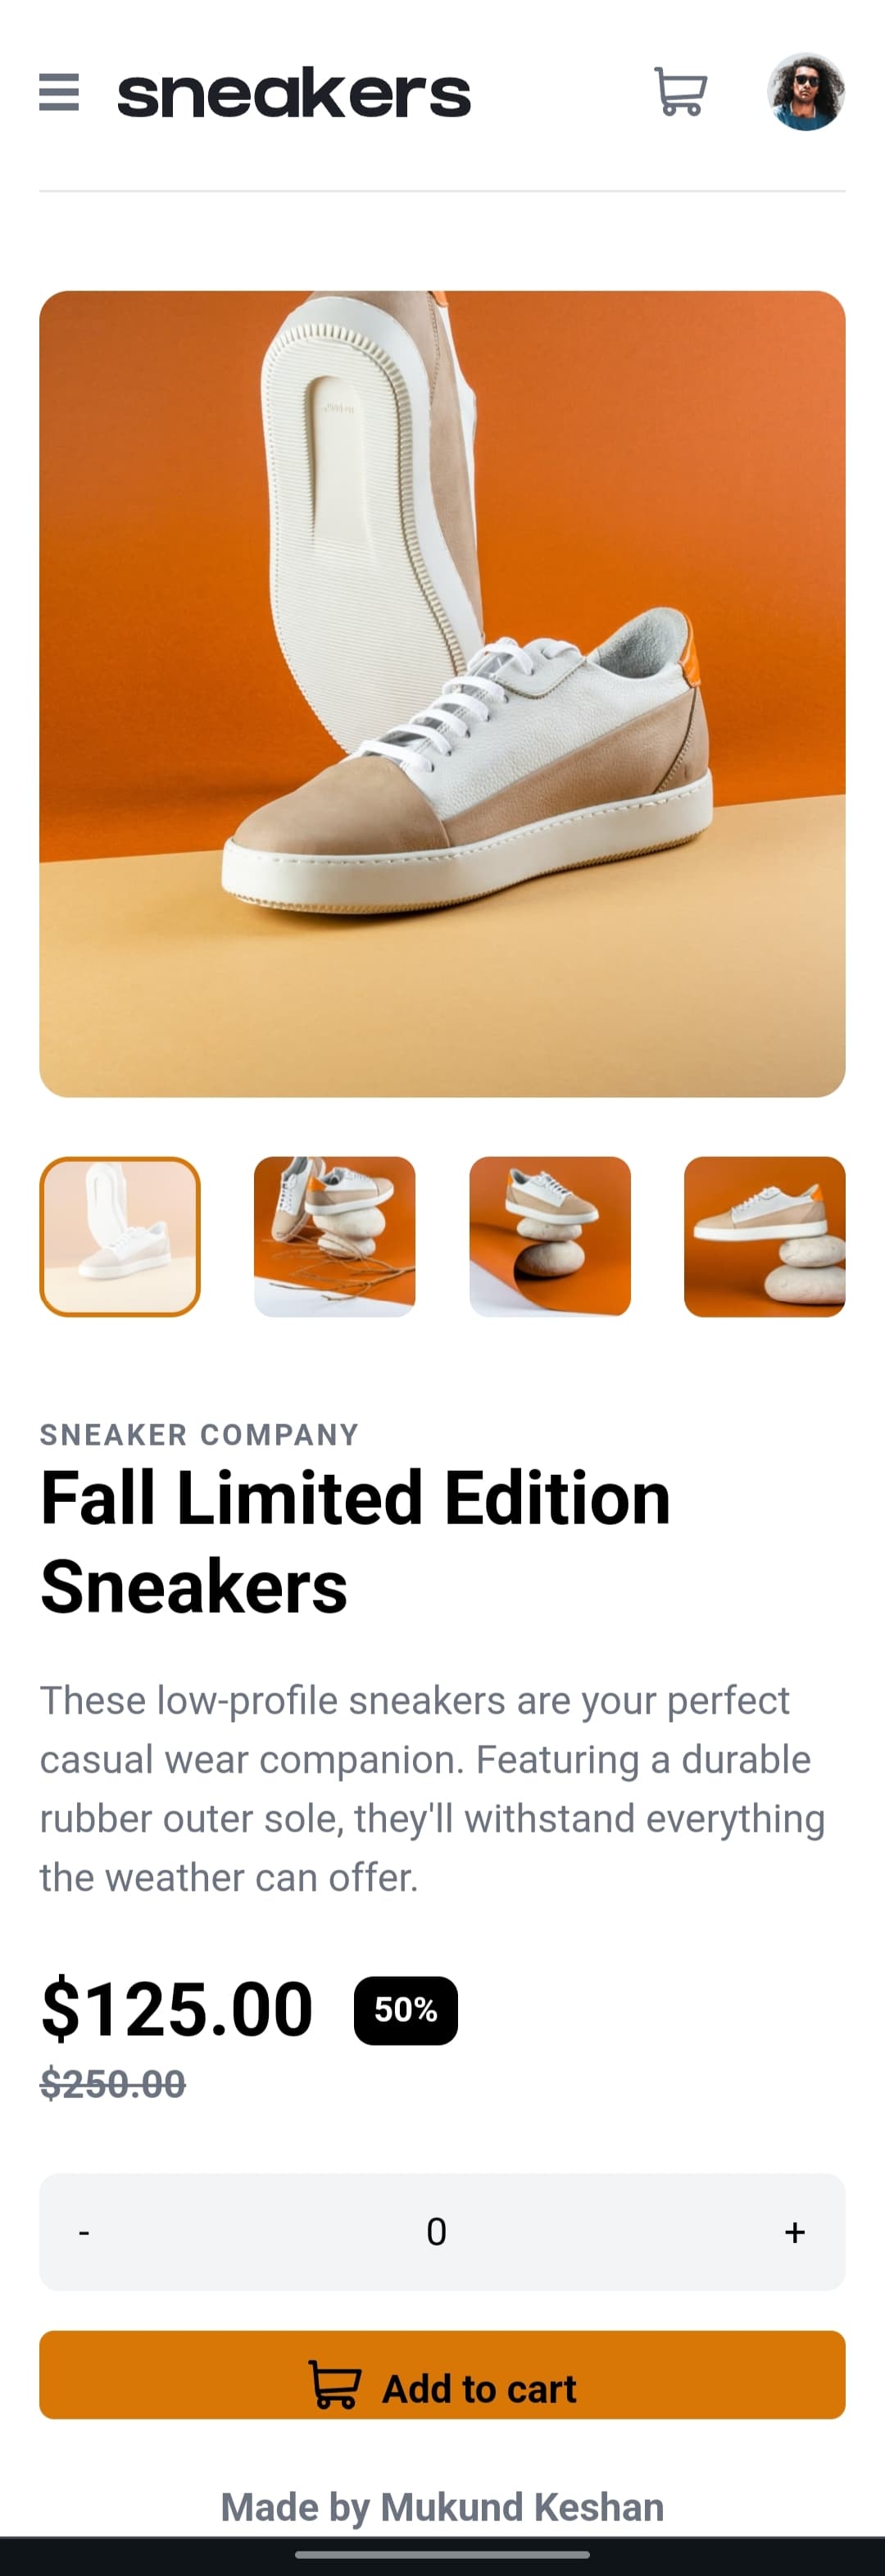 sneakers
SNEAKER COMPANY
Fall Limited Edition
Sneakers
These low-profile sneakers are your perfect
casual wear companion. Featuring a durable
rubber outer sole, they'll withstand everything
the weather can offer.
$125.00 50%
$250.00
- 0 +
Add to cart
Made by Mukund Keshan